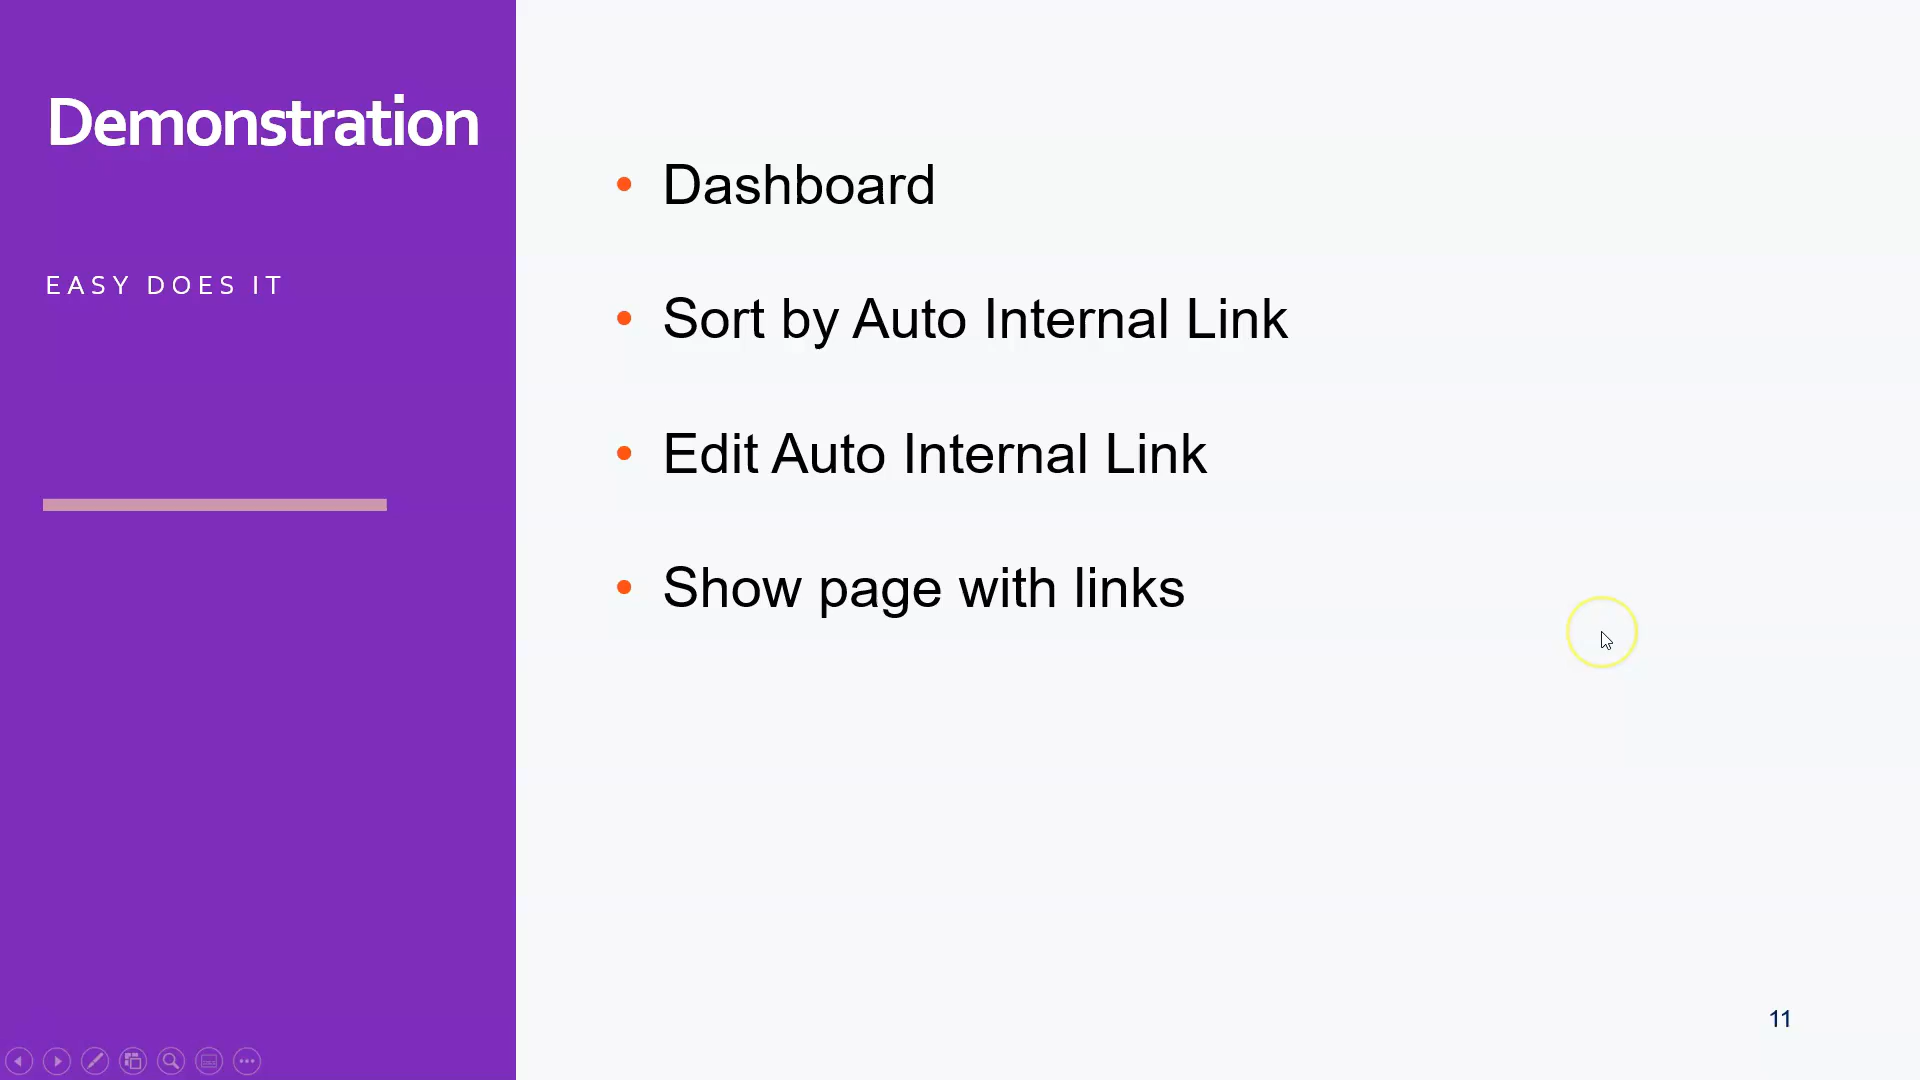 Demonstration
EASY DOES IT
• Dashboard
• Sort by Auto Internal Link
• Edit Auto Internal Link
• Show page with links
11